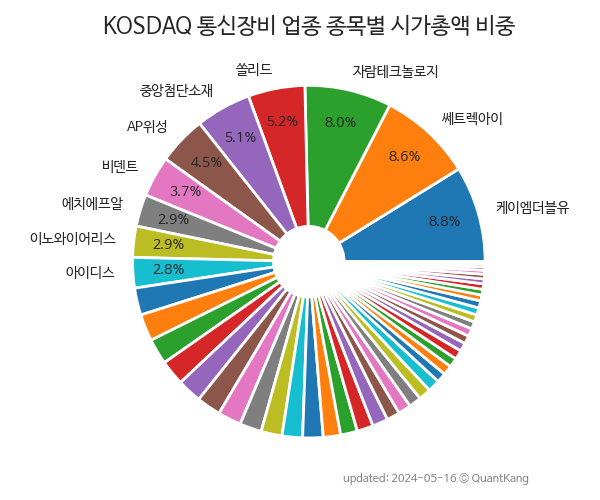 KOSDAQ 통신장비 업종 종목별 시가총액 비중
쏠리드
자람테크놀로지
중앙첨단소재
쎄트렉아이
AP위성
비덴트
에치에프알
케이엠더블유
이노와이어리스
아이디스
8.0%
5.2%
5.1%
8.6%
4.5%
3.7%
2.9%
8.8%
2.9%
2.8%
updated: 2024-05-16 © QuantKang